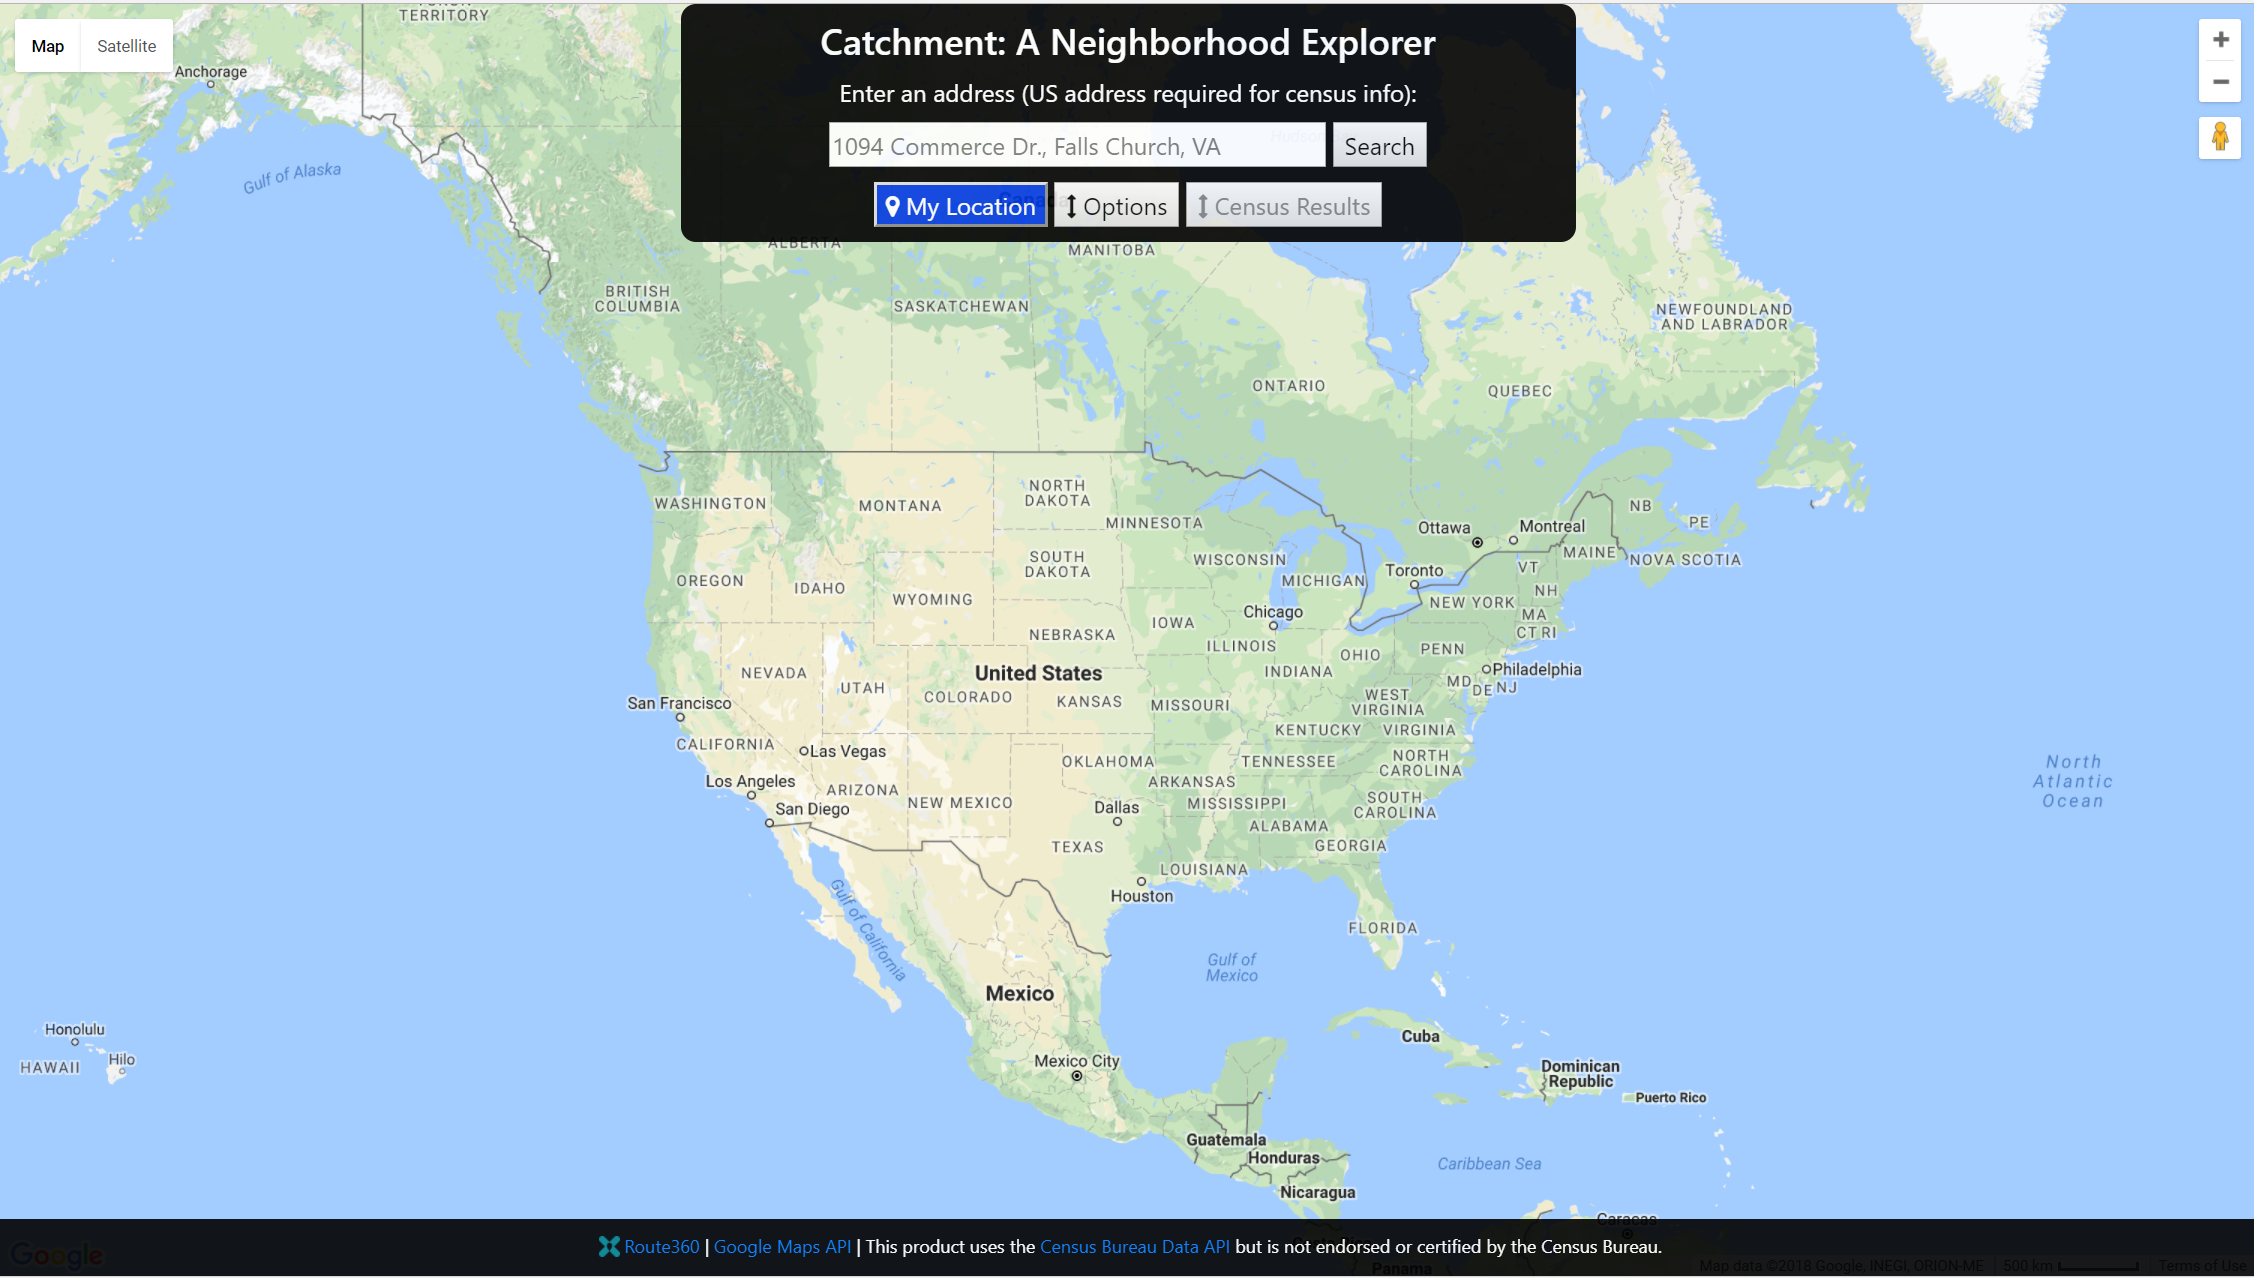 YUKON
TERRITORY
Map Satellite
Anchorage
Gulf of Alaska
Catchment: A Neighborhood Explorer
Enter an address (US address required for census info):
1094 Commerce Dr., Falls Church, VA
Search
My Location
Options
Census Results
Canada
ALBERTA
MANITOBA
BRITISH
COLUMBIA
SASKATCHEWAN
NEWFOUNDLAND
AND LABRADOR
ONTARIO
QUEBEC
WASHINGTON
MONTANA
NORTH
DAKOTA
MINNESOTA
Ottawa
Montreal
NB
PE
MAINE
NOVA SCOTIA
SOUTH
DAKOTA
WISCONSIN
MICHIGAN
Toronto
VT
NH
OREGON
IDAHO
WYOMING
Chicago
NEW YORK
MA
CT RI
IOWA
NEBRASKA
ILLINOIS
INDIANA
OHIO
PENN
Philadelphia
MD
DE
NJ
United States
NEVADA
UTAH
COLORADO
KANSAS
MISSOURI
WEST
VIRGINIA
KENTUCKY
VIRGINIA
San Francisco
CALIFORNIA
Las Vegas
OKLAHOMA
TENNESSEE
NORTH
CAROLINA
Los Angeles
ARIZONA
NEW MEXICO
ARKANSAS
San Diego
Dallas
MISSISSIPPI
SOUTH
CAROLINA
ALABAMA
TEXAS
GEORGIA
LOUISIANA
Houston
FLORIDA
North
Atlantic
Ocean
Gulf of California
Gulf of
Mexico
Mexico
Honolulu
HAWAII
Hilo
Mexico City
Cuba
Dominican
Republic
Puerto Rico
Guatemala
Honduras
Nicaragua
Caribbean Sea
Caracas
Google
Route360 | Google Maps API | This product uses the Census Bureau Data API but is not endorsed or certified by the Census Bureau.
Panama
Map data ©2018 Google, INEGI, ORION-ME
500 km
Terms of Use